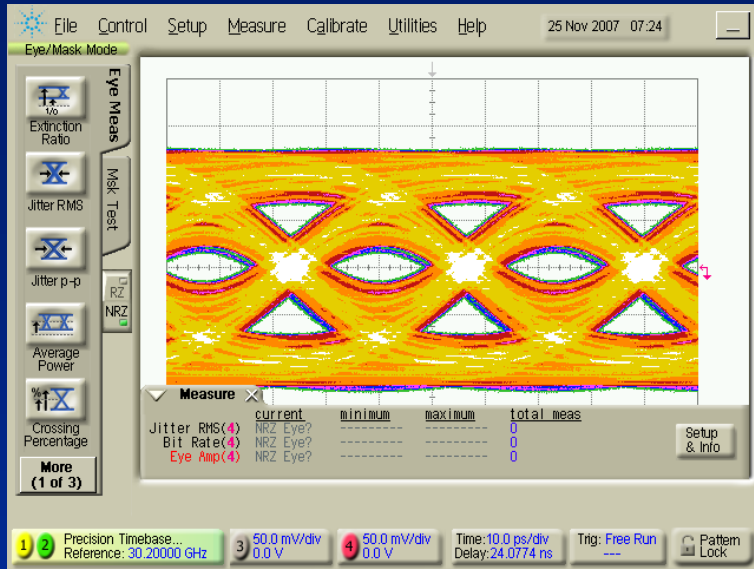 File Control Setup Measure Calibrate Utilities Help 25 Nov 2007 07:24
Eye/Mask Mode
Eye Meas
Msk Test
1/0
Extinction
Ratio
Jitter RMS
Jitter p-p
RZ
NRZ
Average
Power
%
Crossing
Percentage
More
(1 of 3)
Measure
current minimum maximum total meas
Jitter RMS(4) NRZ Eye? --------- --------- 0
Bit Rate(4) NRZ Eye? --------- --------- 0
Eye Amp(4) NRZ Eye? --------- --------- 0
Setup
& Info
1 2 Precision Timebase...
Reference: 30.20000 GHz
3 50.0 mV/div
0.0 V
4 50.0 mV/div
0.0 V
Time:10.0 ps/div
Delay:24.0774 ns
Trig: Free Run
---
Pattern
Lock